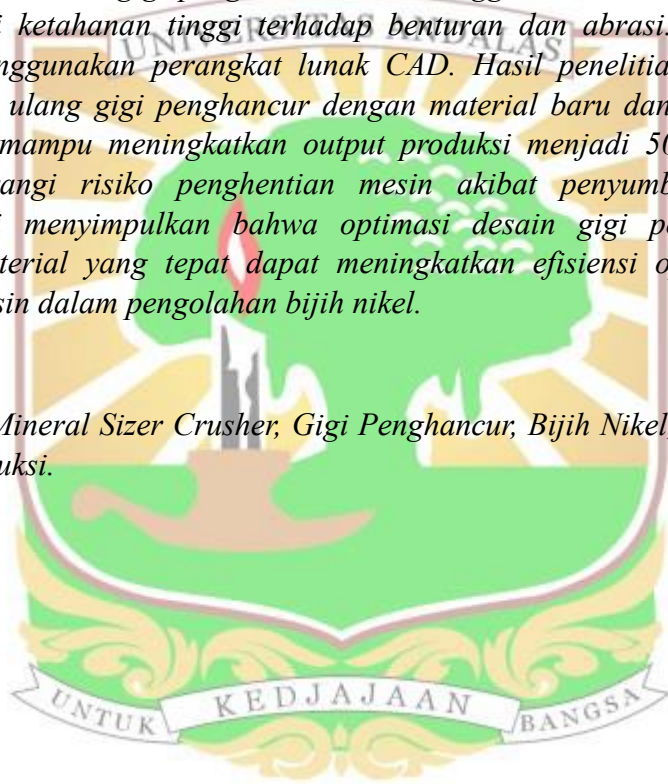 i ketahanan tinggi terhadap benturan dan abrasi.
UNIVERSITAS ANDALAS
nggunakan perangkat lunak CAD. Hasil penelitia
ulang gigi penghancur dengan material baru dan
mampu meningkatkan output produksi menjadi 50
angi risiko penghentian mesin akibat penyumb
i menyimpulkan bahwa optimasi desain gigi p
terial yang tepat dapat meningkatkan efisiensi o
sin dalam pengolahan bijih nikel.
Mineral Sizer Crusher, Gigi Penghancur, Bijih Nikel
uksi.
UNTUK KEDJAJAAN BANGSA